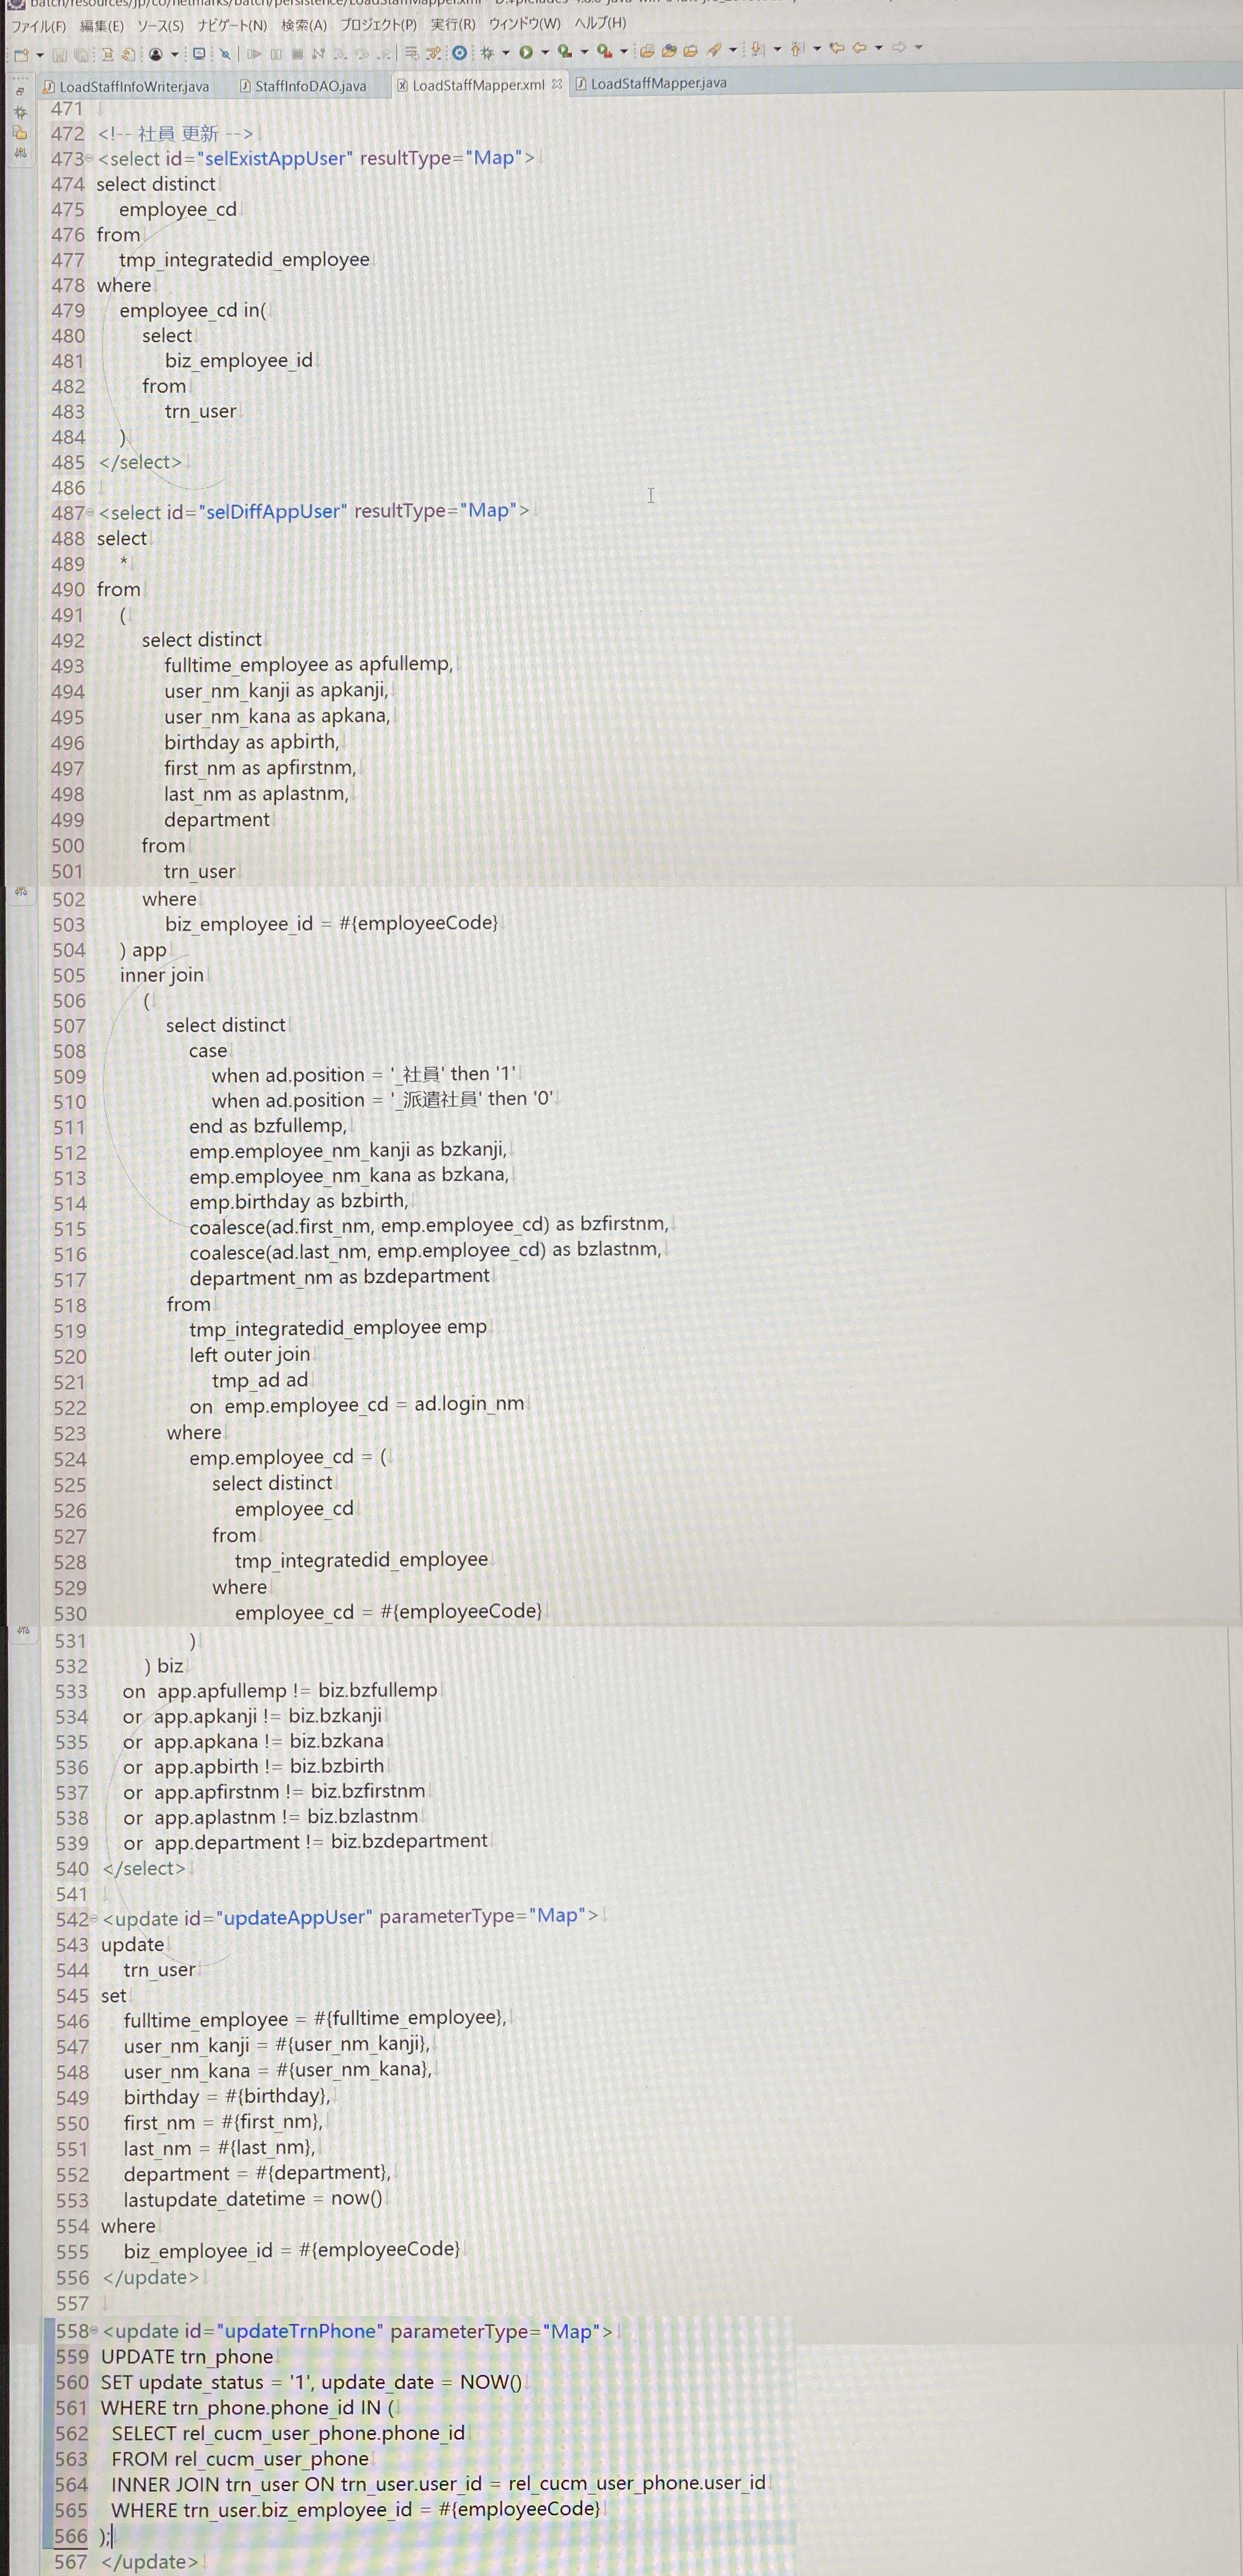 ファイル(F) 編集(E) ソース(S) ナビゲート(N) 検索(A) プロジェクト(P) 実行(R) ウィンドウ(W) ヘルプ(H)
LoadStaffInfoWriter.java StaffInfoDAO.java LoadStaffMapper.xml LoadStaffMapper.java
471
472 <!-- 社員 更新 -->
473 <select id="selExistAppUser" resultType="Map">
474 select distinct
475 employee_cd
476 from
477 tmp_integratedid_employee
478 where
479 employee_cd in(
480 select
481 biz_employee_id
482 from
483 trn_user
484 )
485 </select>
486
487 <select id="selDiffAppUser" resultType="Map">
488 select
489 *
490 from
491 (
492 select distinct
493 fulltime_employee as apfullemp,
494 user_nm_kanji as apkanji,
495 user_nm_kana as apkana,
496 birthday as apbirth,
497 first_nm as apfirstnm,
498 last_nm as aplastnm,
499 department
500 from
501 trn_user
502 where
503 biz_employee_id = #{employeeCode}
504 ) app
505 inner join
506 (
507 select distinct
508 case
509 when ad.position = '_社員' then '1'
510 when ad.position = '_派遣社員' then '0'
511 end as bzfullemp,
512 emp.employee_nm_kanji as bzkanji,
513 emp.employee_nm_kana as bzkana,
514 emp.birthday as bzbirth,
515 coalesce(ad.first_nm, emp.employee_cd) as bzfirstnm,
516 coalesce(ad.last_nm, emp.employee_cd) as bzlastnm,
517 department_nm as bzdepartment
518 from
519 tmp_integratedid_employee emp
520 left outer join
521 tmp_ad ad
522 on emp.employee_cd = ad.login_nm
523 where
524 emp.employee_cd = (
525 select distinct
526 employee_cd
527 from
528 tmp_integratedid_employee
529 where
530 employee_cd = #{employeeCode}
531 )
532 ) biz
533 on app.apfullemp != biz.bzfullemp
534 or app.apkanji != biz.bzkanji
535 or app.apkana != biz.bzkana
536 or app.apbirth != biz.bzbirth
537 or app.apfirstnm != biz.bzfirstnm
538 or app.aplastnm != biz.bzlastnm
539 or app.department != biz.bzdepartment
540 </select>
541
542 <update id="updateAppUser" parameterType="Map">
543 update
544 trn_user
545 set
546 fulltime_employee = #{fulltime_employee},
547 user_nm_kanji = #{user_nm_kanji},
548 user_nm_kana = #{user_nm_kana},
549 birthday = #{birthday},
550 first_nm = #{first_nm},
551 last_nm = #{last_nm},
552 department = #{department},
553 lastupdate_datetime = now()
554 where
555 biz_employee_id = #{employeeCode}
556 </update>
557
558 <update id="updateTrnPhone" parameterType="Map">
559 UPDATE trn_phone
560 SET update_status = '1', update_date = NOW()
561 WHERE trn_phone.phone_id IN (
562 SELECT rel_cucm_user_phone.phone_id
563 FROM rel_cucm_user_phone
564 INNER JOIN trn_user ON trn_user.user_id = rel_cucm_user_phone.user_id
565 WHERE trn_user.biz_employee_id = #{employeeCode}
566 );
567 </update>